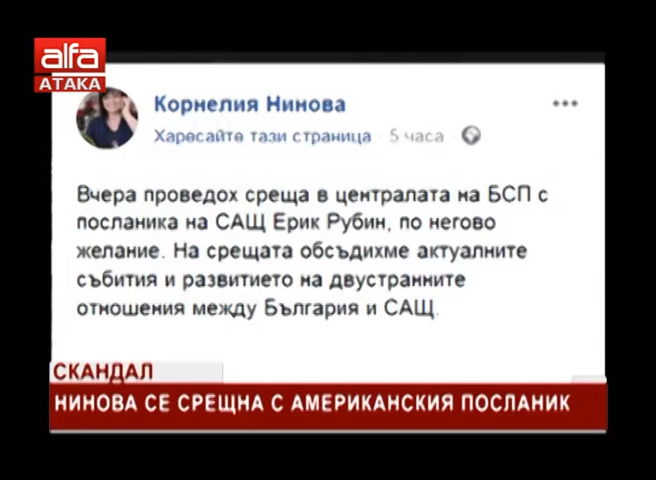 alfa
АТАКА
Корнелия Нинова
Харесайте тази страница · 5 часа ·
Вчера проведох среща в централата на БСП с
посланика на САЩ Ерик Рубин, по негово
желание. На срещата обсъдихме актуалните
събития и развитието на двустранните
отношения между България и САЩ.
СКАНДАЛ
НИНОВА СЕ СРЕЩНА С АМЕРИКАНСКИЯ ПОСЛАНИК